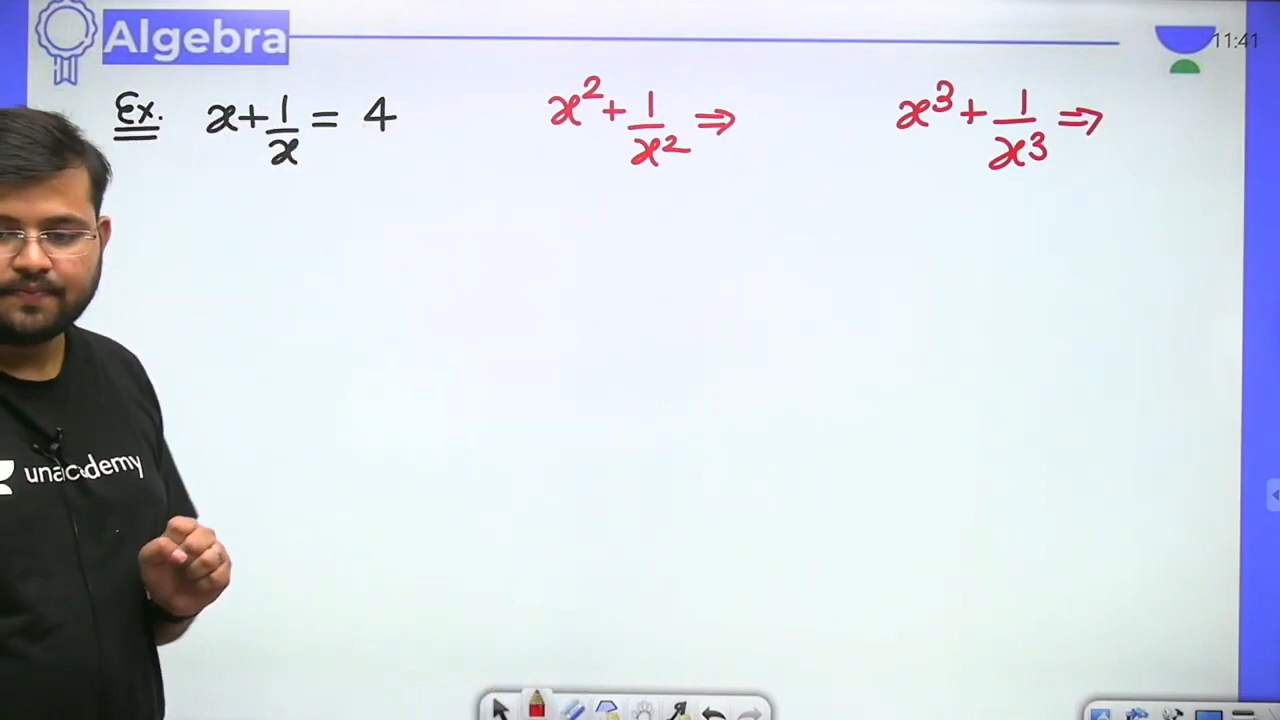 Algebra
11:41
Ex. x + 1/x = 4
x² + 1/x² ⇒
x³ + 1/x³ ⇒
unacademy